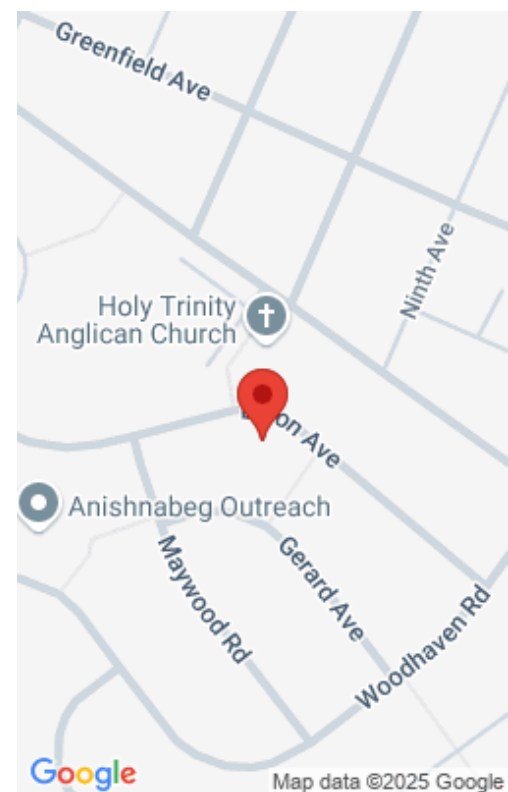 Greenfield Ave
Ninth Ave
Holy Trinity
Anglican Church
Ave
Anishnabeg Outreach
Maywood Rd
Gerard Ave
Woodhaven Rd
Google
Map data ©2025 Google